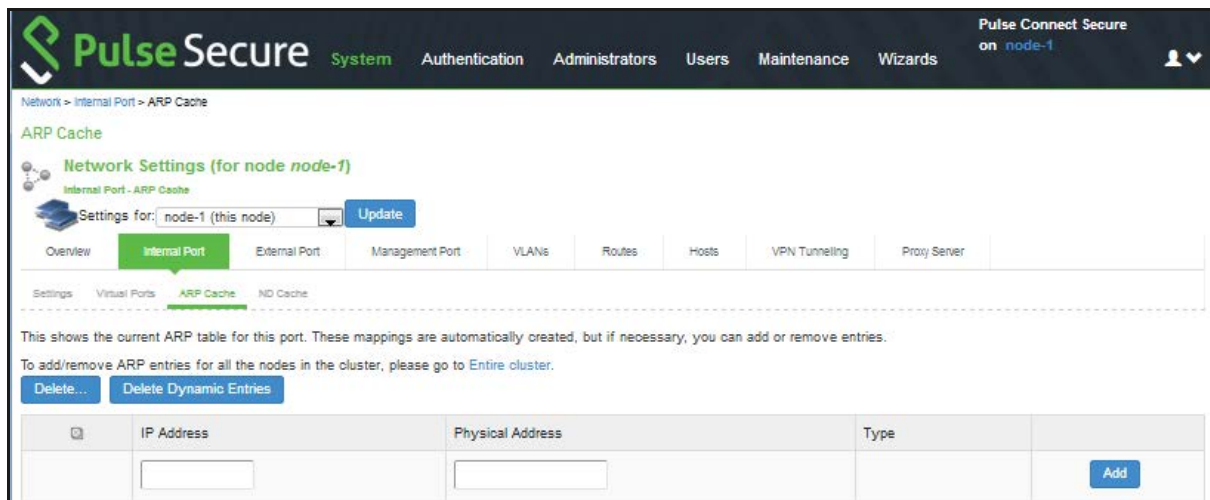 Pulse Secure System Authentication Administrators Users Maintenance Wizards Pulse Connect Secure
on node-1
Network > Internal Port > ARP Cache
ARP Cache
Network Settings (for node node-1)
Internal Port - ARP Cache
Settings for: node-1 (this node) Update
Overview Internal Port External Port Management Port VLANs Routes Hosts VPN Tunneling Proxy Server
Settings Virtual Ports ARP Cache ND Cache
This shows the current ARP table for this port. These mappings are automatically created, but if necessary, you can add or remove entries.
To add/remove ARP entries for all the nodes in the cluster, please go to Entire cluster.
Delete... Delete Dynamic Entries
IP Address Physical Address Type
Add